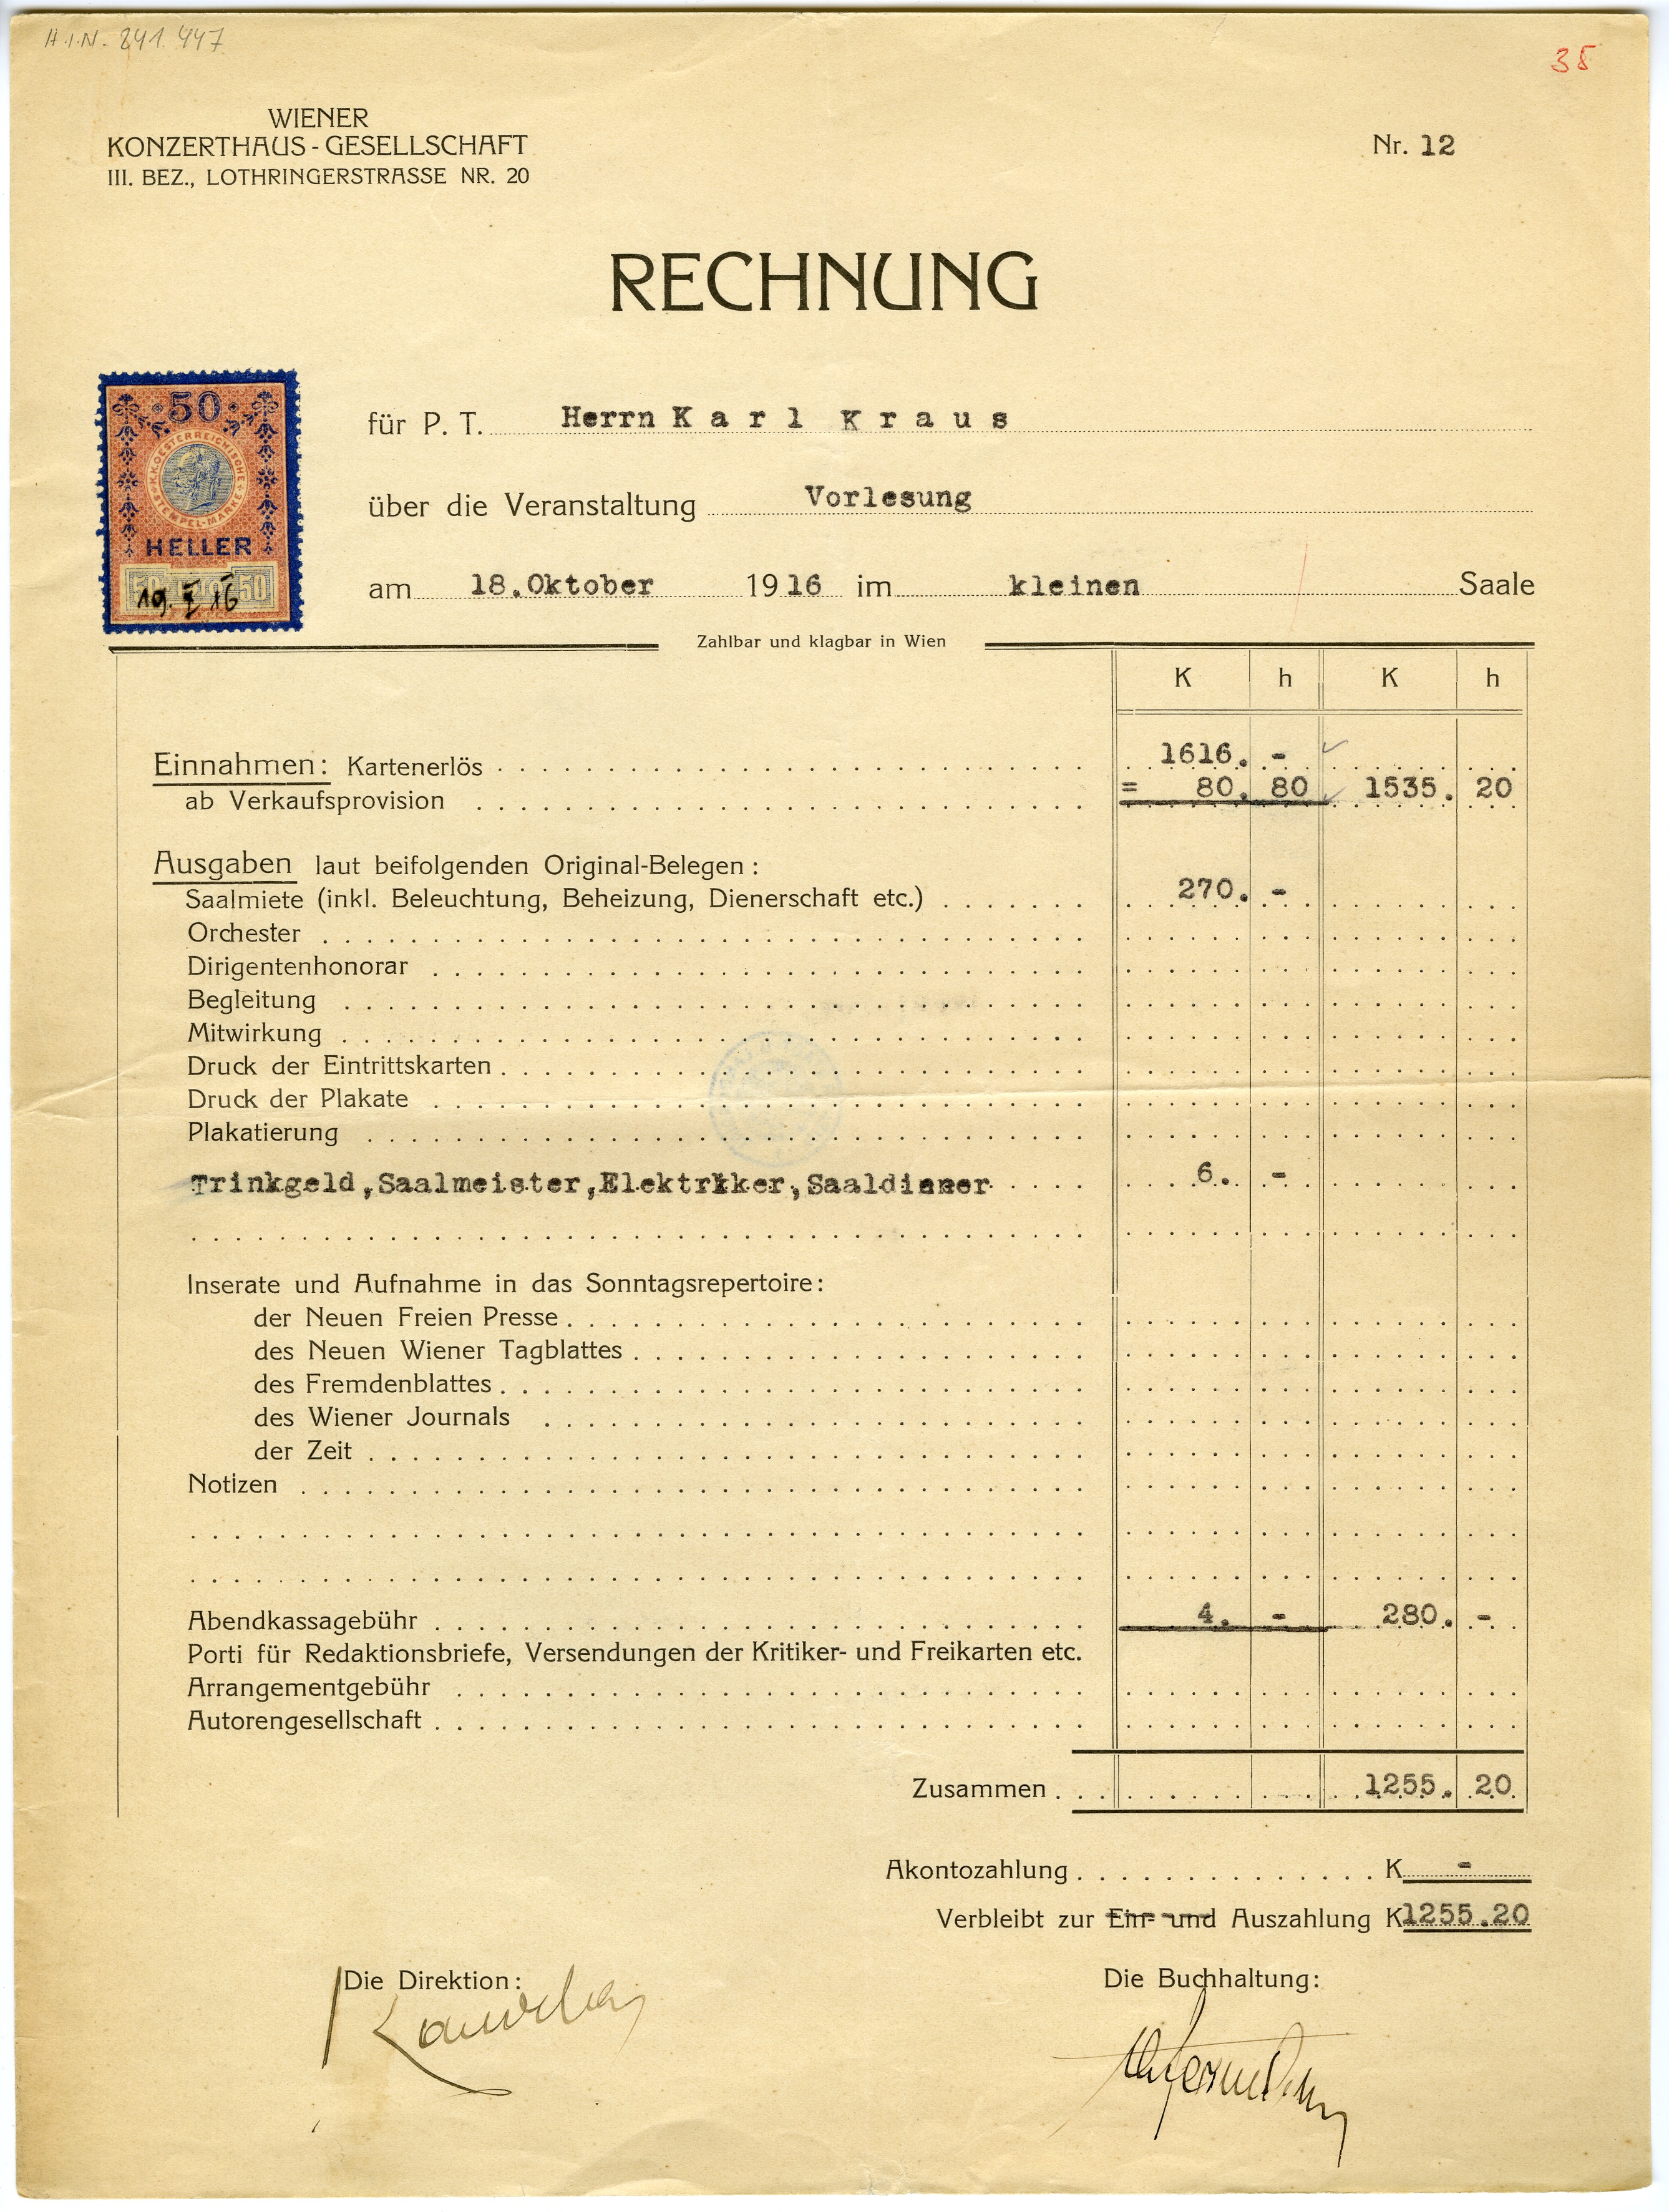 H.I.N. 241.447
35
WIENER
KONZERTHAUS-GESELLSCHAFT
III. BEZ., LOTHRINGERSTRASSE NR. 20
Nr. 12
RECHNUNG
50
K.K. OESTERREICHISCHE STEMPEL-MARKE
HELLER
50 50
19. X 16
für P. T. Herrn Karl Kraus
über die Veranstaltung Vorlesung
am 18.Oktober 1916 im kleinen Saale
Zahlbar und klagbar in Wien
K h K h
Einnahmen: Kartenerlös 1616. -
ab Verkaufsprovision = 80. 80 1535. 20
Ausgaben laut beifolgenden Original-Belegen:
Saalmiete (inkl. Beleuchtung, Beheizung, Dienerschaft etc.) 270. -
Orchester
Dirigentenhonorar
Begleitung
Mitwirkung
Druck der Eintrittskarten
Druck der Plakate
Plakatierung
Trinkgeld,Saalmeister,Elektriker,Saaldiener 6. -
Inserate und Aufnahme in das Sonntagsrepertoire:
der Neuen Freien Presse
des Neuen Wiener Tagblattes
des Fremdenblattes
des Wiener Journals
der Zeit
Notizen
Abendkassagebühr 4. - 280. -
Porti für Redaktionsbriefe, Versendungen der Kritiker- und Freikarten etc.
Arrangementgebühr
Autorengesellschaft
Zusammen 1255. 20
Akontozahlung K -
Verbleibt zur Ein- und Auszahlung K 1255.20
Die Direktion: Die Buchhaltung: